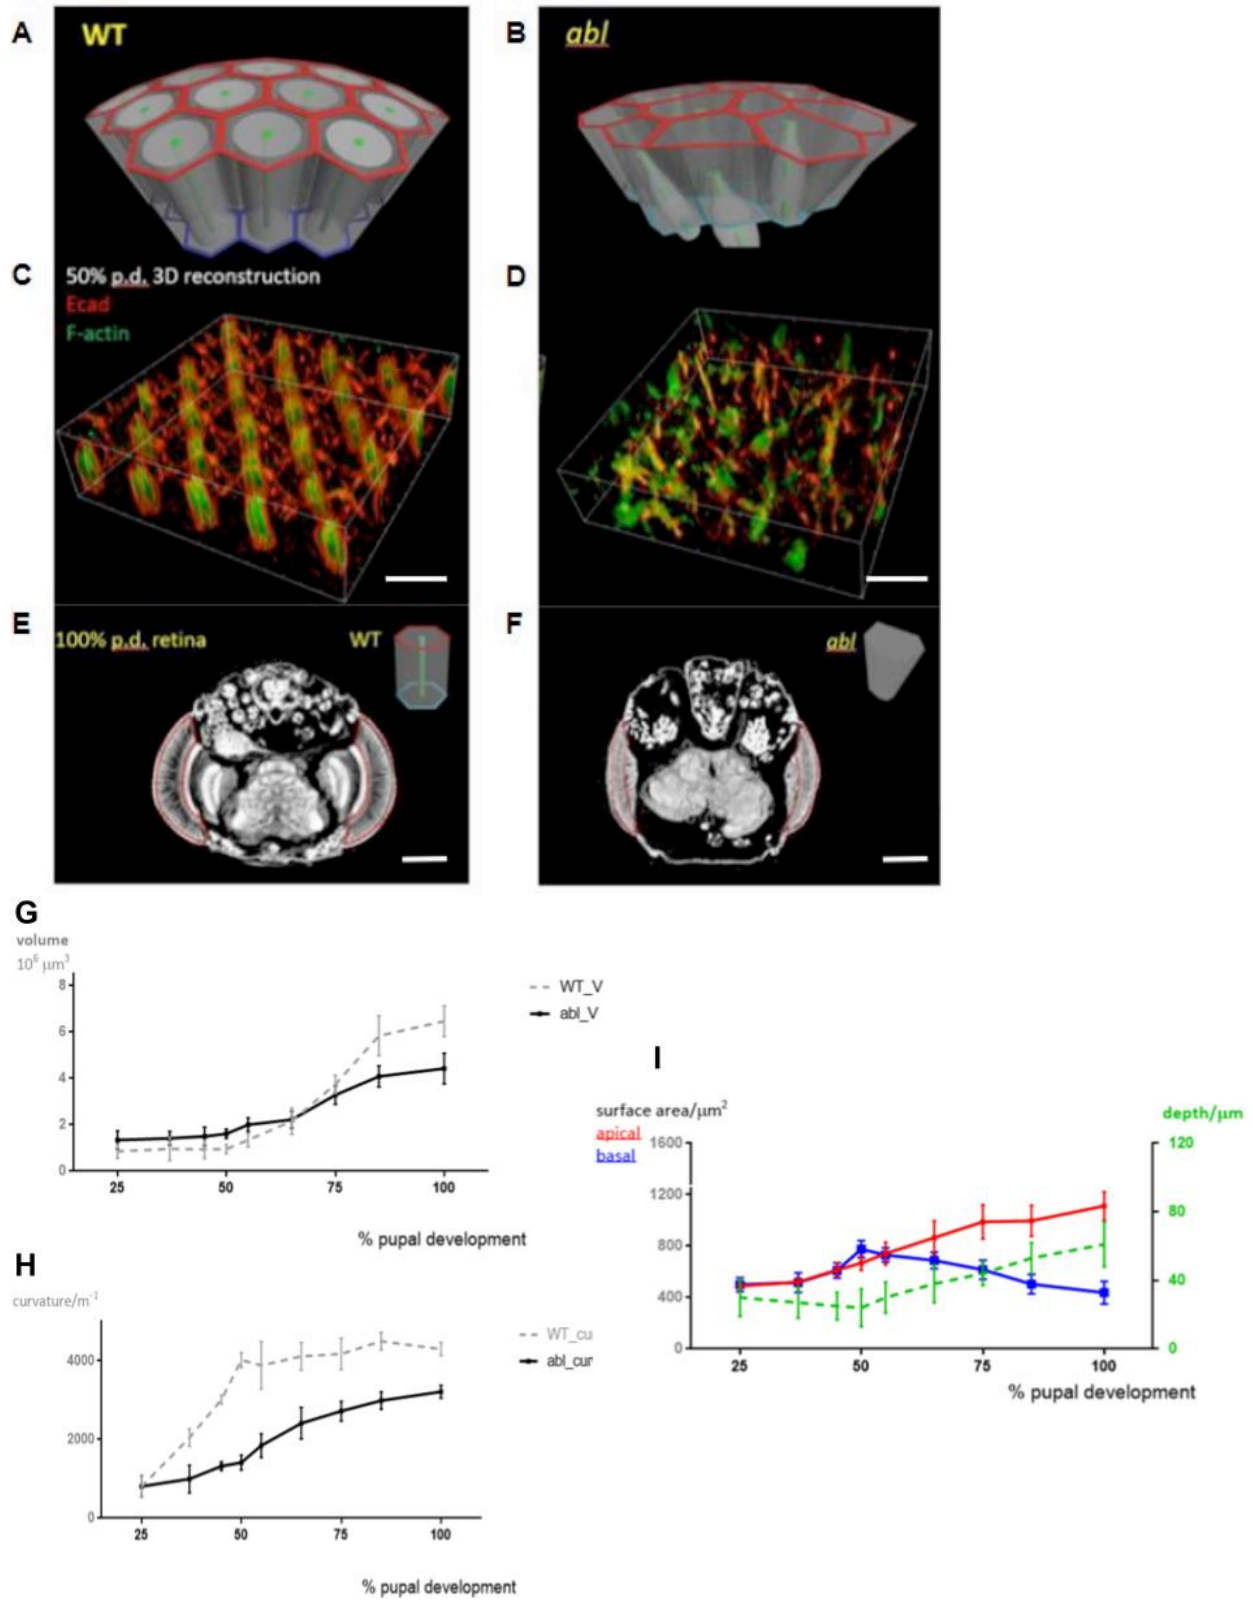 A
WT
B
abl
C
50% p.d. 3D reconstruction
Ecad
F-actin
D
E
100% p.d. retina
WT
F
abl
G
volume
10⁶ μm³
8
6
4
2
0
25 50 75 100
% pupal development
WT_V
abl_V
H
curvature/m⁻¹
4000
2000
0
25 50 75 100
% pupal development
WT_cu
abl_cur
I
surface area/μm²
apical
basal
1600
1200
800
400
0
25 50 75 100
% pupal development
depth/μm
120
80
40
0